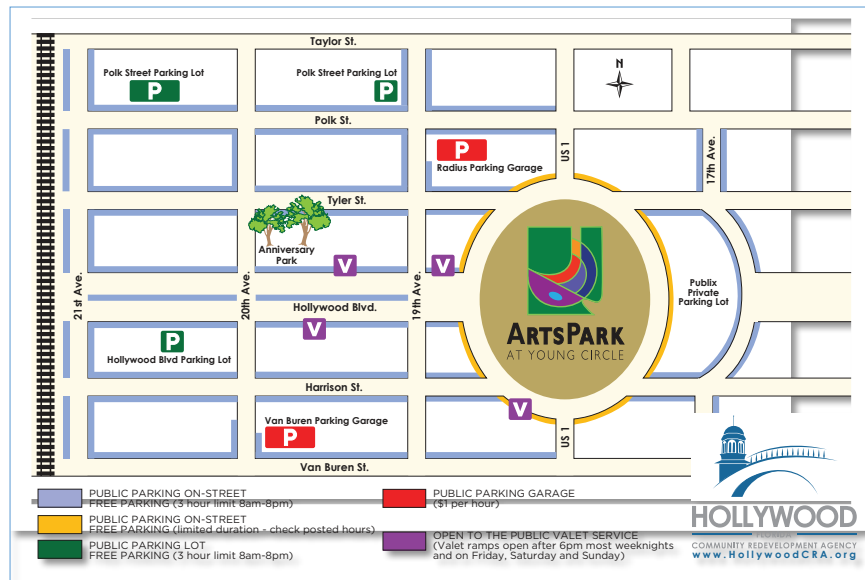 Taylor St.
Polk Street Parking Lot
P
Polk Street Parking Lot
P
N
Polk St.
P
Radius Parking Garage
US 1
17th Ave.
Tyler St.
Anniversary
Park
V
V
21st Ave.
20th Ave.
19th Ave.
Hollywood Blvd.
V
P
Hollywood Blvd Parking Lot
ARTSPARK
AT YOUNG CIRCLE
Publix
Private
Parking Lot
Harrison St.
Van Buren Parking Garage
P
V
US 1
Van Buren St.
PUBLIC PARKING ON-STREET
FREE PARKING (3 hour limit 8am-8pm)
PUBLIC PARKING ON-STREET
FREE PARKING (limited duration - check posted hours)
PUBLIC PARKING LOT
FREE PARKING (3 hour limit 8am-8pm)
PUBLIC PARKING GARAGE
($1 per hour)
OPEN TO THE PUBLIC VALET SERVICE
(Valet ramps open after 6pm most weeknights
and on Friday, Saturday and Sunday)
HOLLYWOOD
FLORIDA
COMMUNITY REDEVELOPMENT AGENCY
www.HollywoodCRA.org